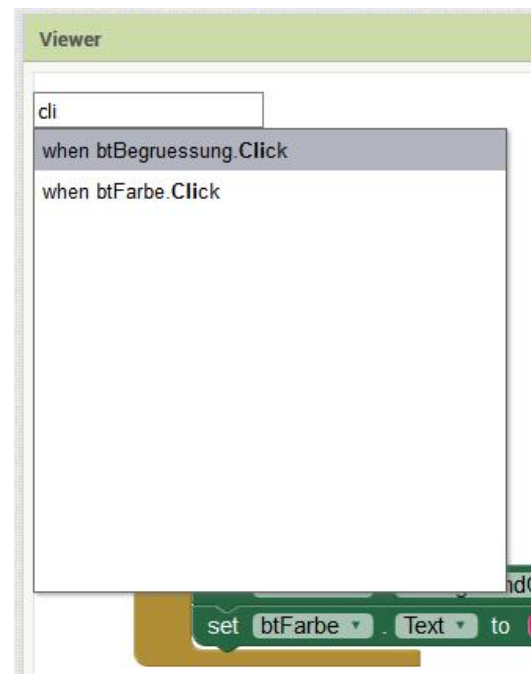 Viewer
cli
when btBegruessung.Click
when btFarbe.Click
set btFarbe . Text to